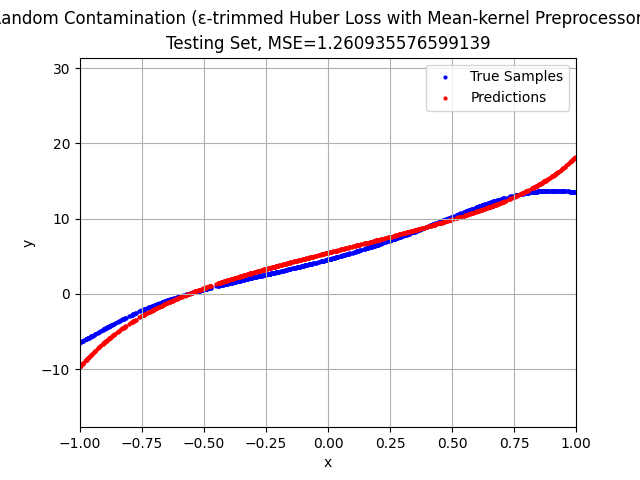 andom Contamination (ε-trimmed Huber Loss with Mean-kernel Preprocessor
Testing Set, MSE=1.260935576599139
True Samples
Predictions
30
20
10
0
−10
y
−1.00 −0.75 −0.50 −0.25 0.00 0.25 0.50 0.75 1.00
x